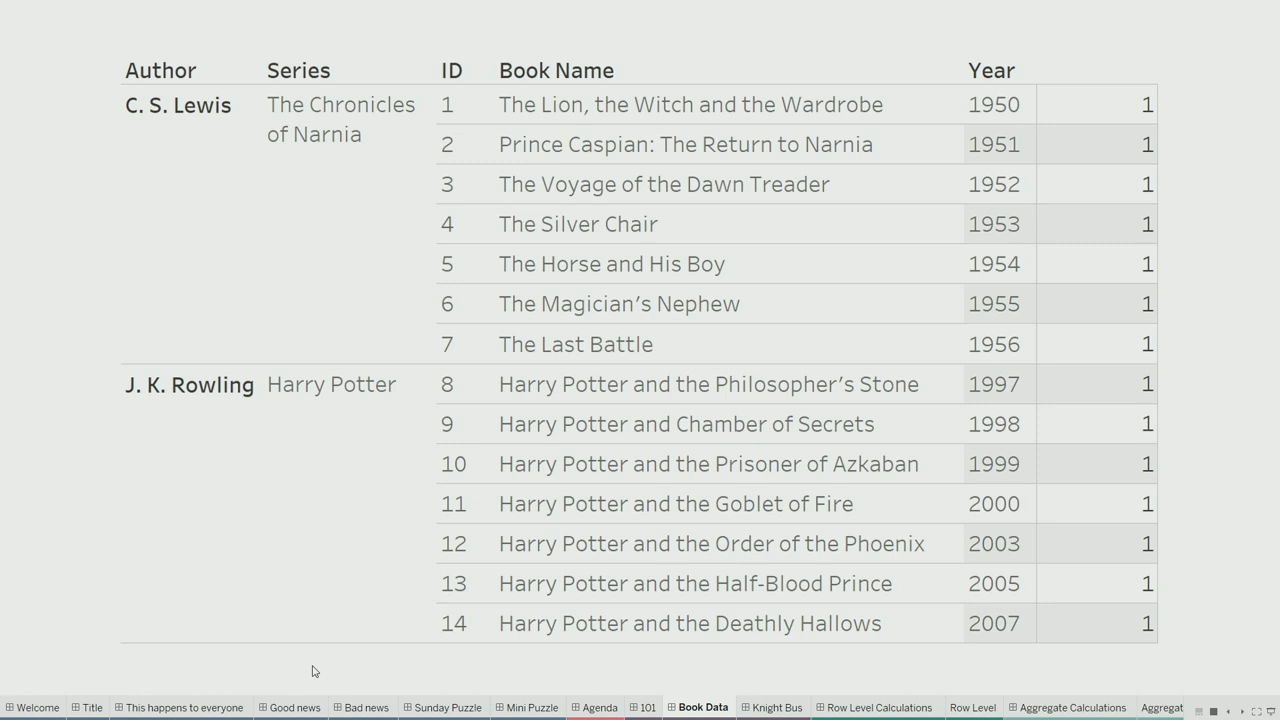 Author Series ID Book Name Year
C. S. Lewis The Chronicles 1 The Lion, the Witch and the Wardrobe 1950 1
of Narnia
2 Prince Caspian: The Return to Narnia 1951 1
3 The Voyage of the Dawn Treader 1952 1
4 The Silver Chair 1953 1
5 The Horse and His Boy 1954 1
6 The Magician’s Nephew 1955 1
7 The Last Battle 1956 1
J. K. Rowling Harry Potter 8 Harry Potter and the Philosopher’s Stone 1997 1
9 Harry Potter and Chamber of Secrets 1998 1
10 Harry Potter and the Prisoner of Azkaban 1999 1
11 Harry Potter and the Goblet of Fire 2000 1
12 Harry Potter and the Order of the Phoenix 2003 1
13 Harry Potter and the Half-Blood Prince 2005 1
14 Harry Potter and the Deathly Hallows 2007 1
Welcome Title This happens to everyone Good news Bad news Sunday Puzzle Mini Puzzle Agenda 101 Book Data Knight Bus Row Level Calculations Row Level Aggregate Calculations Aggregat